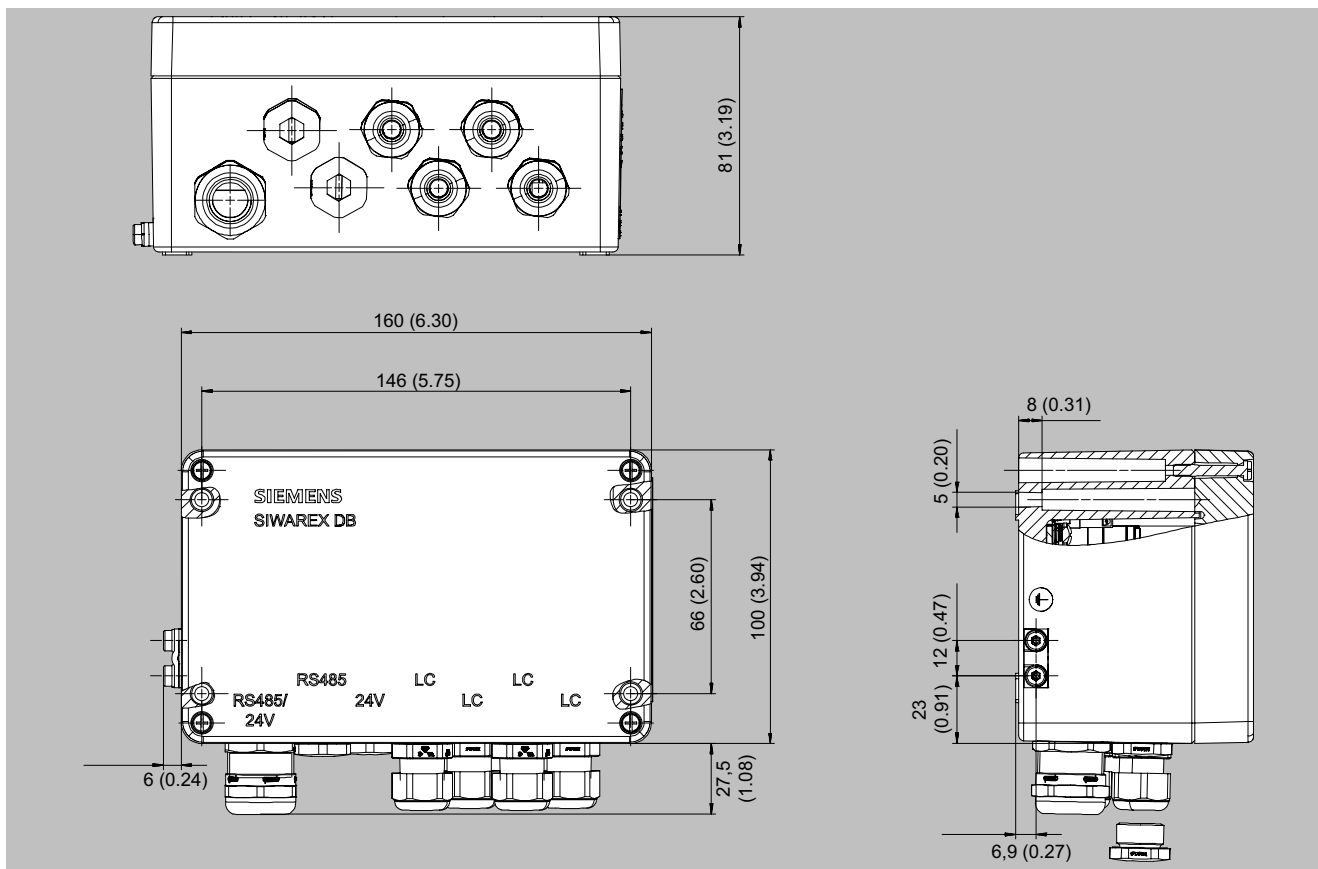 81 (3.19)
160 (6.30)
146 (5.75)
SIEMENS
SIWAREX DB
66 (2.60)
100 (3.94)
RS485 LC LC
RS485/ 24V LC LC
24V
6 (0.24)
27,5
(1.08)
8 (0.31)
5 (0.20)
12 (0.47)
23
(0.91)
6,9 (0.27)